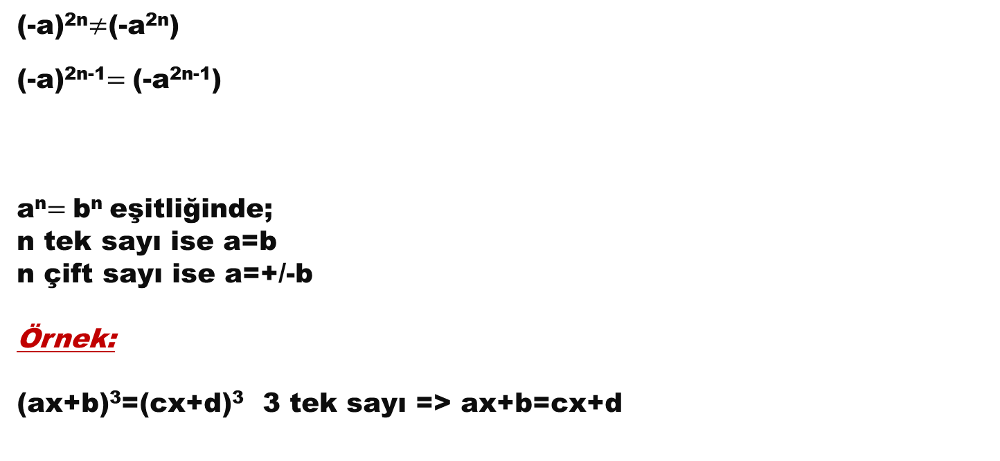 (-a)²ⁿ≠(-a²ⁿ)
(-a)²ⁿ⁻¹= (-a²ⁿ⁻¹)
aⁿ= bⁿ eşitliğinde;
n tek sayı ise a=b
n çift sayı ise a=+/-b
Örnek:
(ax+b)³=(cx+d)³ 3 tek sayı => ax+b=cx+d